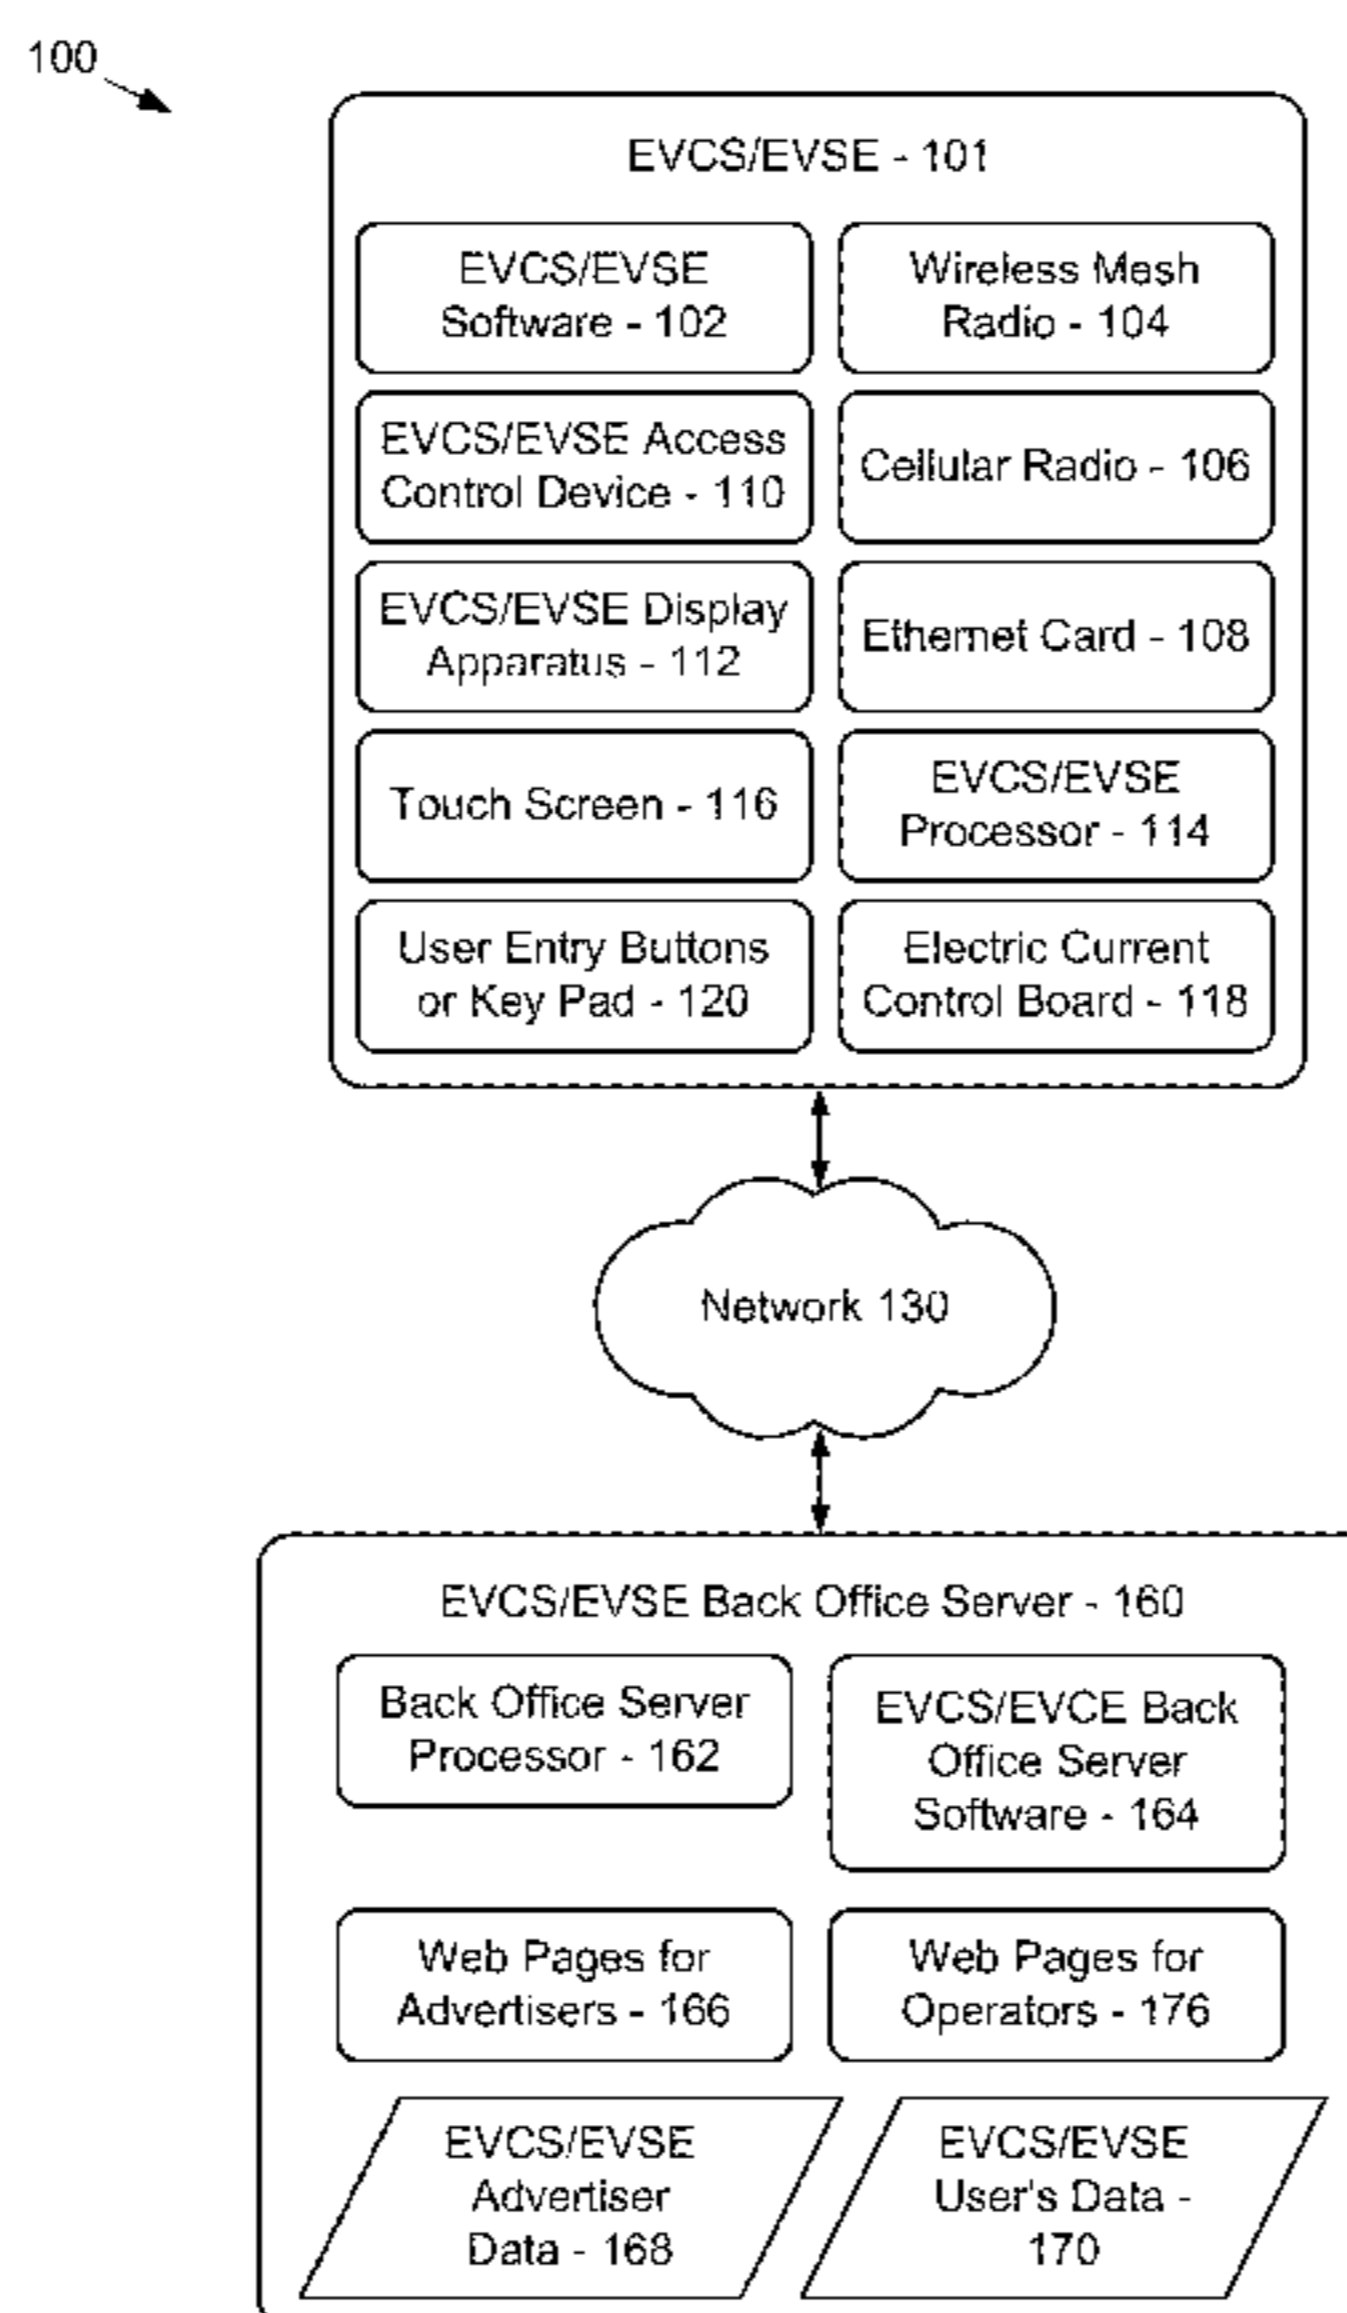 100
EVCS/EVSE - 101
EVCS/EVSE
Software - 102
Wireless Mesh
Radio - 104
EVCS/EVSE Access
Control Device - 110
Cellular Radio - 106
EVCS/EVSE Display
Apparatus - 112
Ethernet Card - 108
Touch Screen - 116
EVCS/EVSE
Processor - 114
User Entry Buttons
or Key Pad - 120
Electric Current
Control Board - 118
Network 130
EVCS/EVSE Back Office Server - 160
Back Office Server
Processor - 162
EVCS/EVCE Back
Office Server
Software - 164
Web Pages for
Advertisers - 166
Web Pages for
Operators - 176
EVCS/EVSE
Advertiser
Data - 168
EVCS/EVSE
User's Data -
170